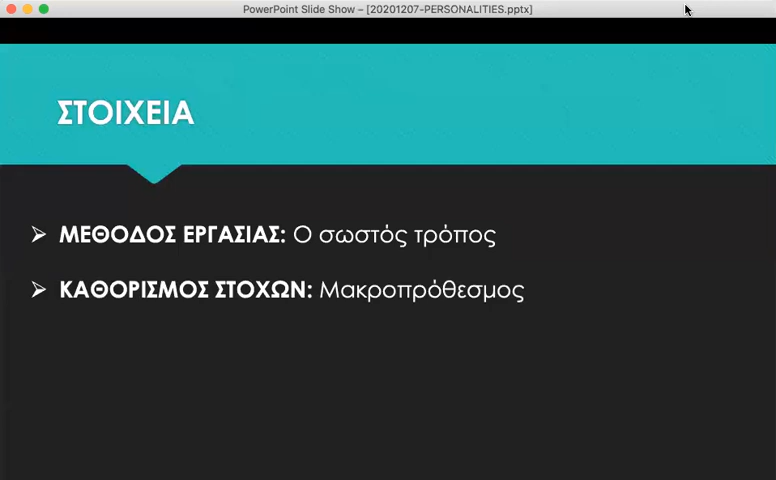 PowerPoint Slide Show – [20201207-PERSONALITIES.pptx]
ΣΤΟΙΧΕΙΑ
➢ ΜΕΘΟΔΟΣ ΕΡΓΑΣΙΑΣ: Ο σωστός τρόπος
➢ ΚΑΘΟΡΙΣΜΟΣ ΣΤΟΧΩΝ: Μακροπρόθεσμος